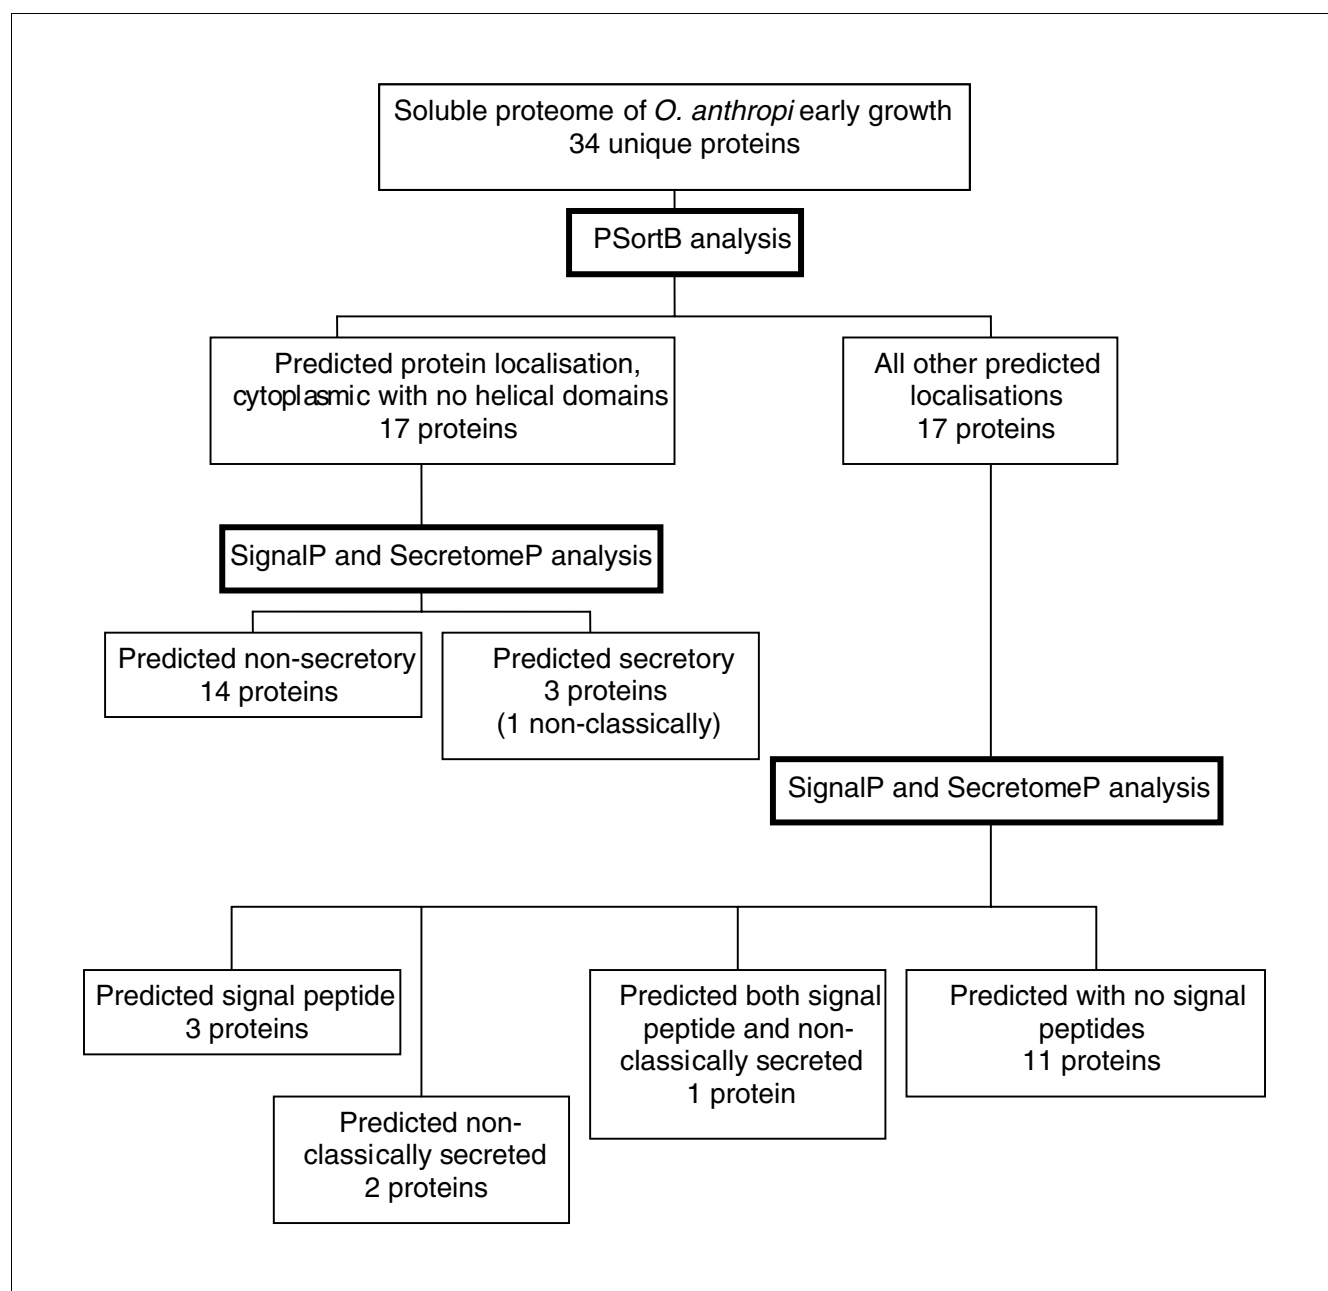 Soluble proteome of O. anthropi early growth
34 unique proteins
PSortB analysis
Predicted protein localisation,
cytoplasmic with no helical domains
17 proteins
All other predicted
localisations
17 proteins
SignalP and SecretomeP analysis
Predicted non-secretory
14 proteins
Predicted secretory
3 proteins
(1 non-classically)
SignalP and SecretomeP analysis
Predicted signal peptide
3 proteins
Predicted non-
classically secreted
2 proteins
Predicted both signal
peptide and non-
classically secreted
1 protein
Predicted with no signal
peptides
11 proteins